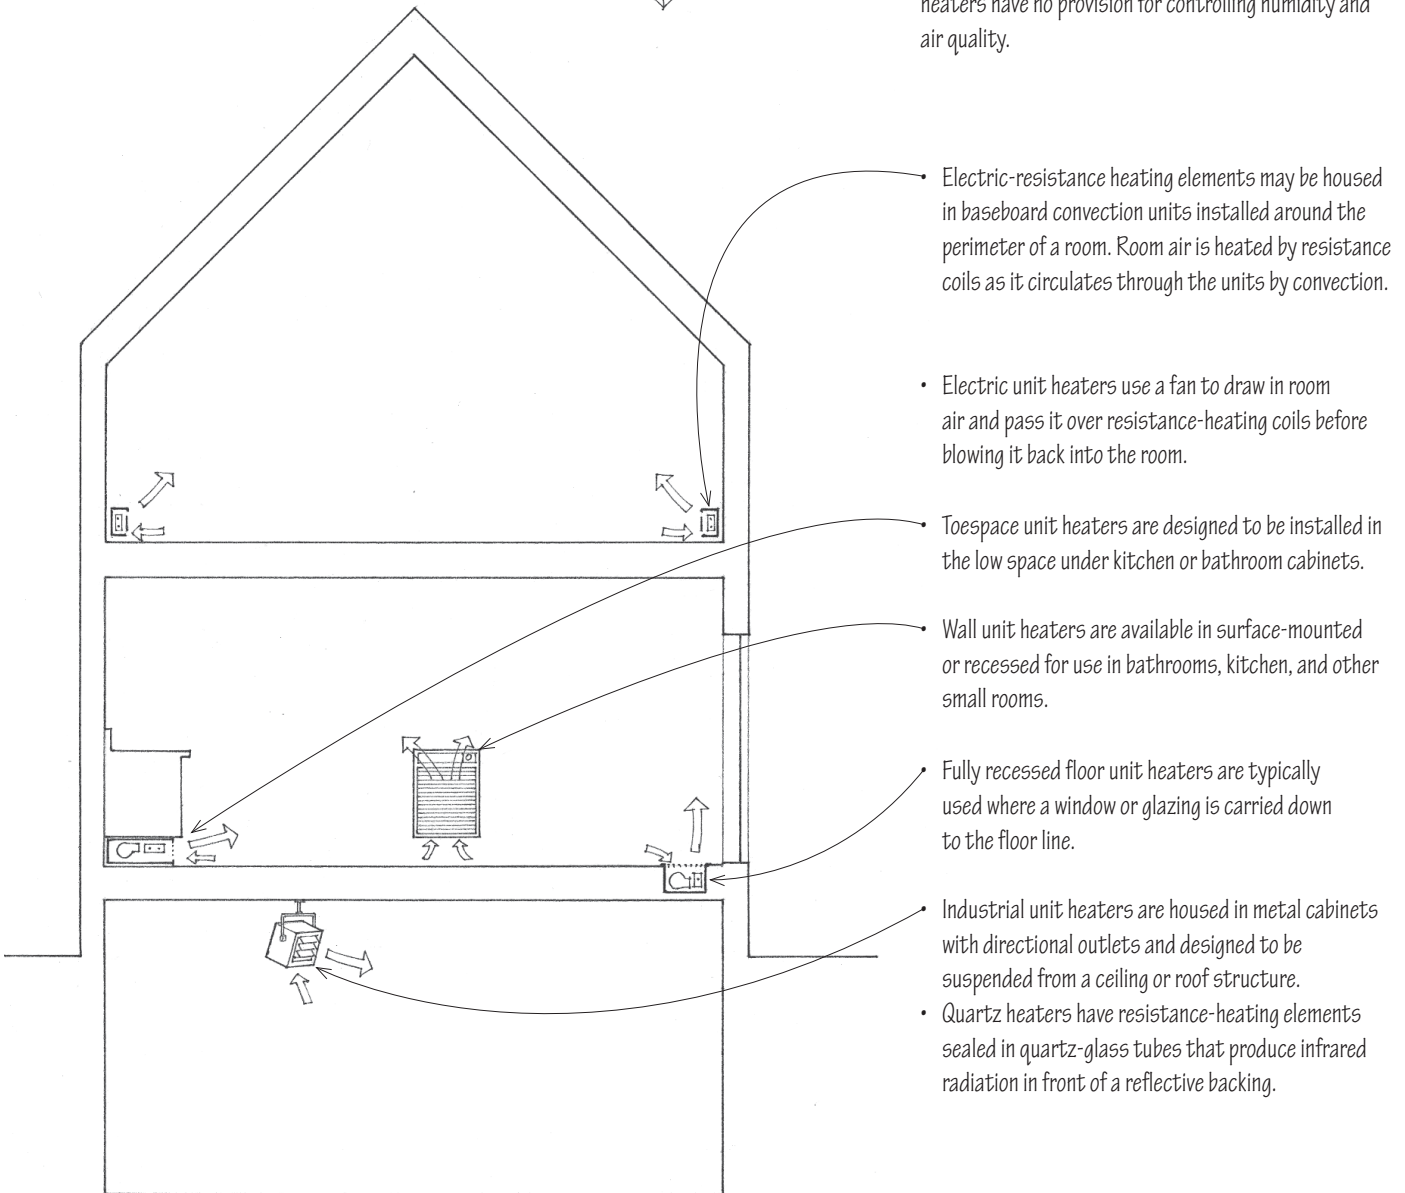 heaters have no provision for controlling humidity and
air quality.
• Electric-resistance heating elements may be housed
in baseboard convection units installed around the
perimeter of a room. Room air is heated by resistance
coils as it circulates through the units by convection.
• Electric unit heaters use a fan to draw in room
air and pass it over resistance-heating coils before
blowing it back into the room.
• Toespace unit heaters are designed to be installed in
the low space under kitchen or bathroom cabinets.
• Wall unit heaters are available in surface-mounted
or recessed for use in bathrooms, kitchen, and other
small rooms.
• Fully recessed floor unit heaters are typically
used where a window or glazing is carried down
to the floor line.
• Industrial unit heaters are housed in metal cabinets
with directional outlets and designed to be
suspended from a ceiling or roof structure.
• Quartz heaters have resistance-heating elements
sealed in quartz-glass tubes that produce infrared
radiation in front of a reflective backing.